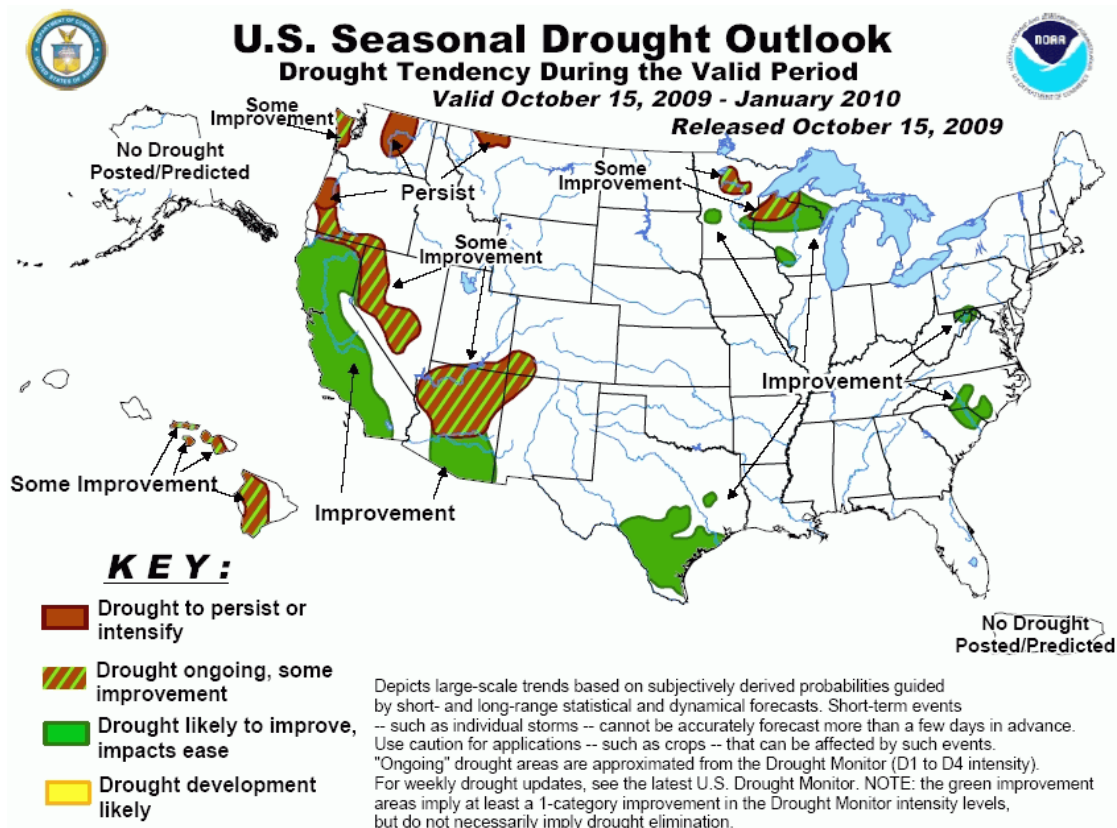 U.S. Seasonal Drought Outlook
Drought Tendency During the Valid Period
Valid October 15, 2009 - January 2010
Released October 15, 2009
DEPARTMENT OF COMMERCE
UNITED STATES OF AMERICA
NOAA
No Drought
Posted/Predicted
Some
Improvement
Persist
Some
Improvement
Some
Improvement
Improvement
Some Improvement
Improvement
No Drought
Posted/Predicted
KEY:
Drought to persist or
intensify
Drought ongoing, some
improvement
Drought likely to improve,
impacts ease
Drought development
likely
Depicts large-scale trends based on subjectively derived probabilities guided
by short- and long-range statistical and dynamical forecasts. Short-term events
-- such as individual storms -- cannot be accurately forecast more than a few days in advance.
Use caution for applications -- such as crops -- that can be affected by such events.
"Ongoing" drought areas are approximated from the Drought Monitor (D1 to D4 intensity).
For weekly drought updates, see the latest U.S. Drought Monitor. NOTE: the green improvement
areas imply at least a 1-category improvement in the Drought Monitor intensity levels,
but do not necessarily imply drought elimination.